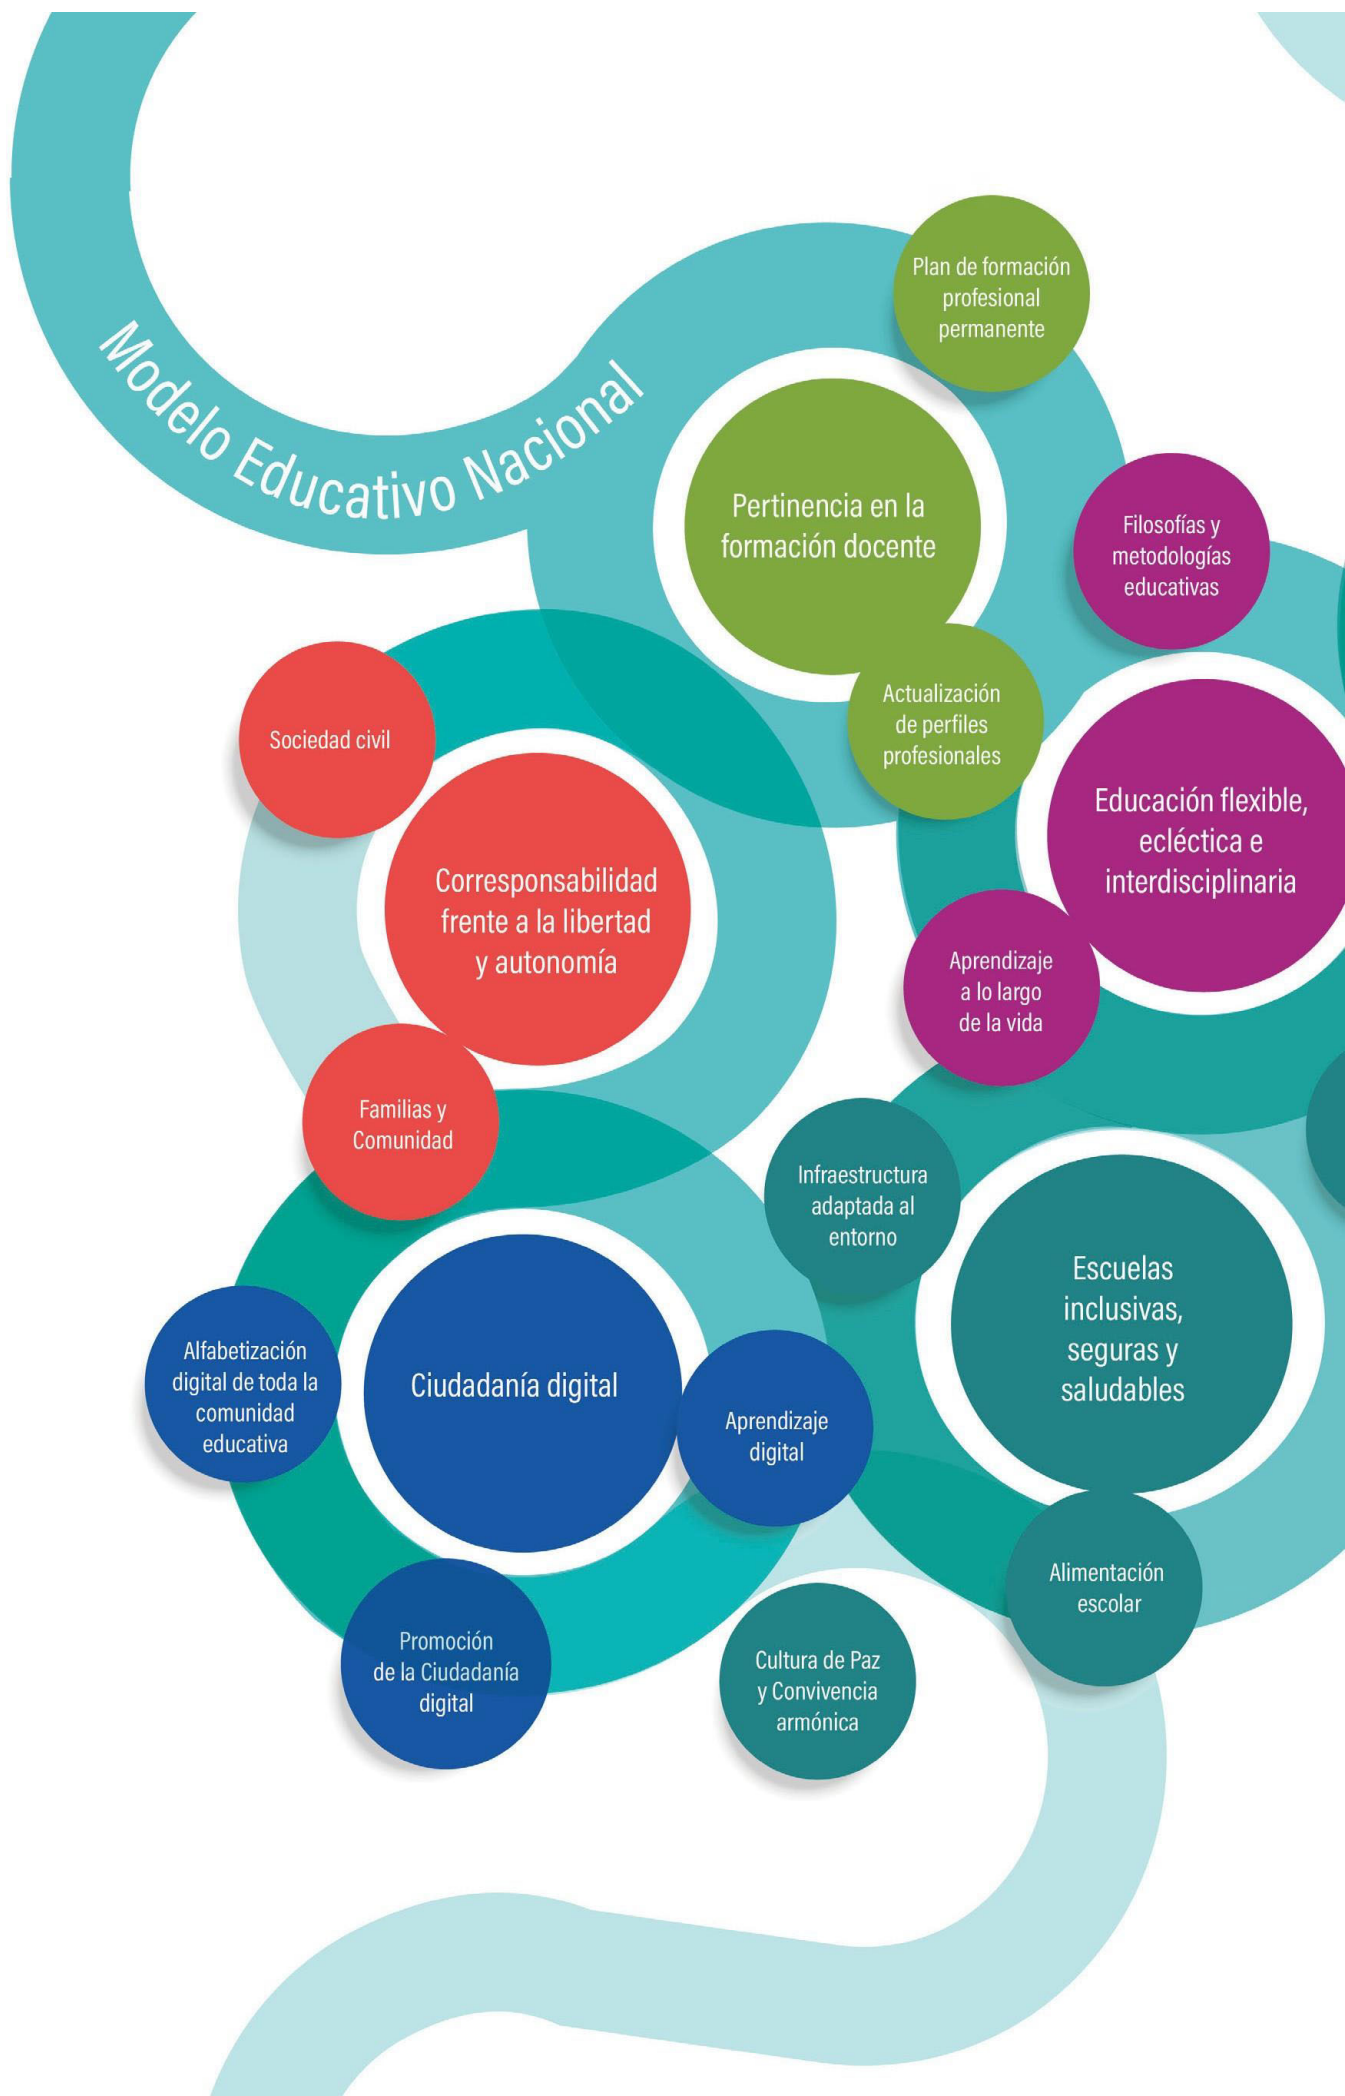 Modelo Educativo Nacional
Plan de formación
profesional
permanente
Pertinencia en la
formación docente
Filosofías y
metodologías
educativas
Actualización
de perfiles
profesionales
Sociedad civil
Educación flexible,
ecléctica e
interdisciplinaria
Corresponsabilidad
frente a la libertad
y autonomía
Aprendizaje
a lo largo
de la vida
Familias y
Comunidad
Infraestructura
adaptada al
entorno
Escuelas
inclusivas,
seguras y
saludables
Alfabetización
digital de toda la
comunidad
educativa
Ciudadanía digital
Aprendizaje
digital
Alimentación
escolar
Promoción
de la Ciudadanía
digital
Cultura de Paz
y Convivencia
armónica